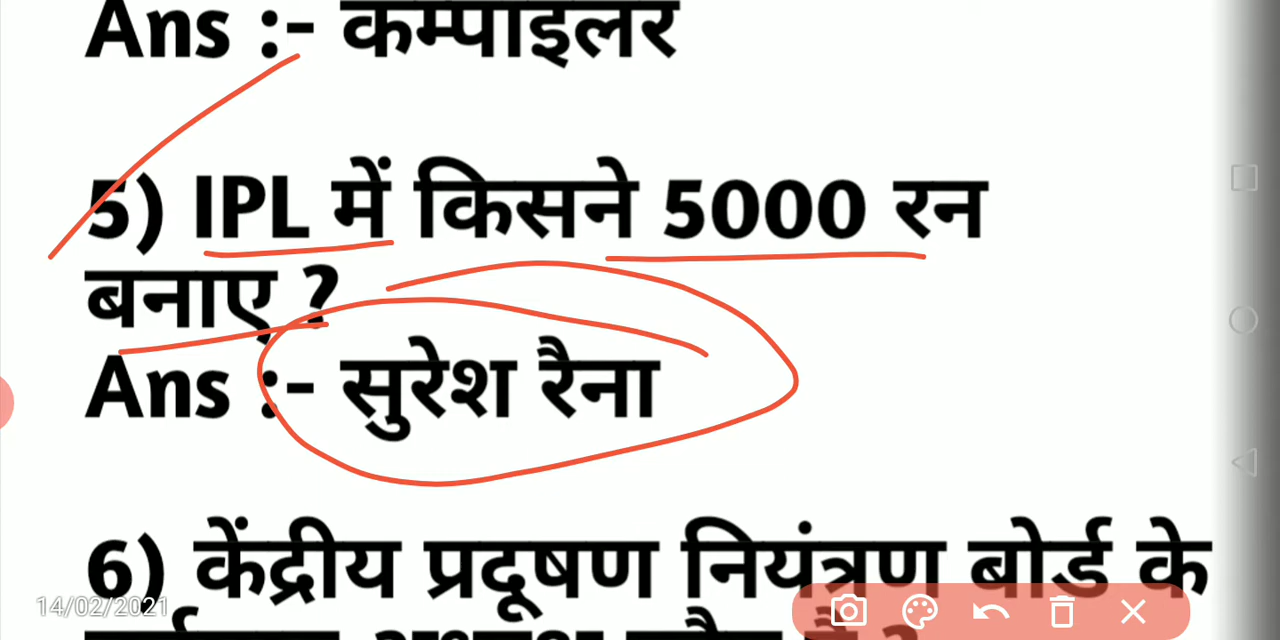 Ans :- कम्पाइलर
5) IPL में किसने 5000 रन
बनाए ?
Ans :- सुरेश रैना
6) केंद्रीय प्रदूषण नियंत्रण बोर्ड के
14/02/2021